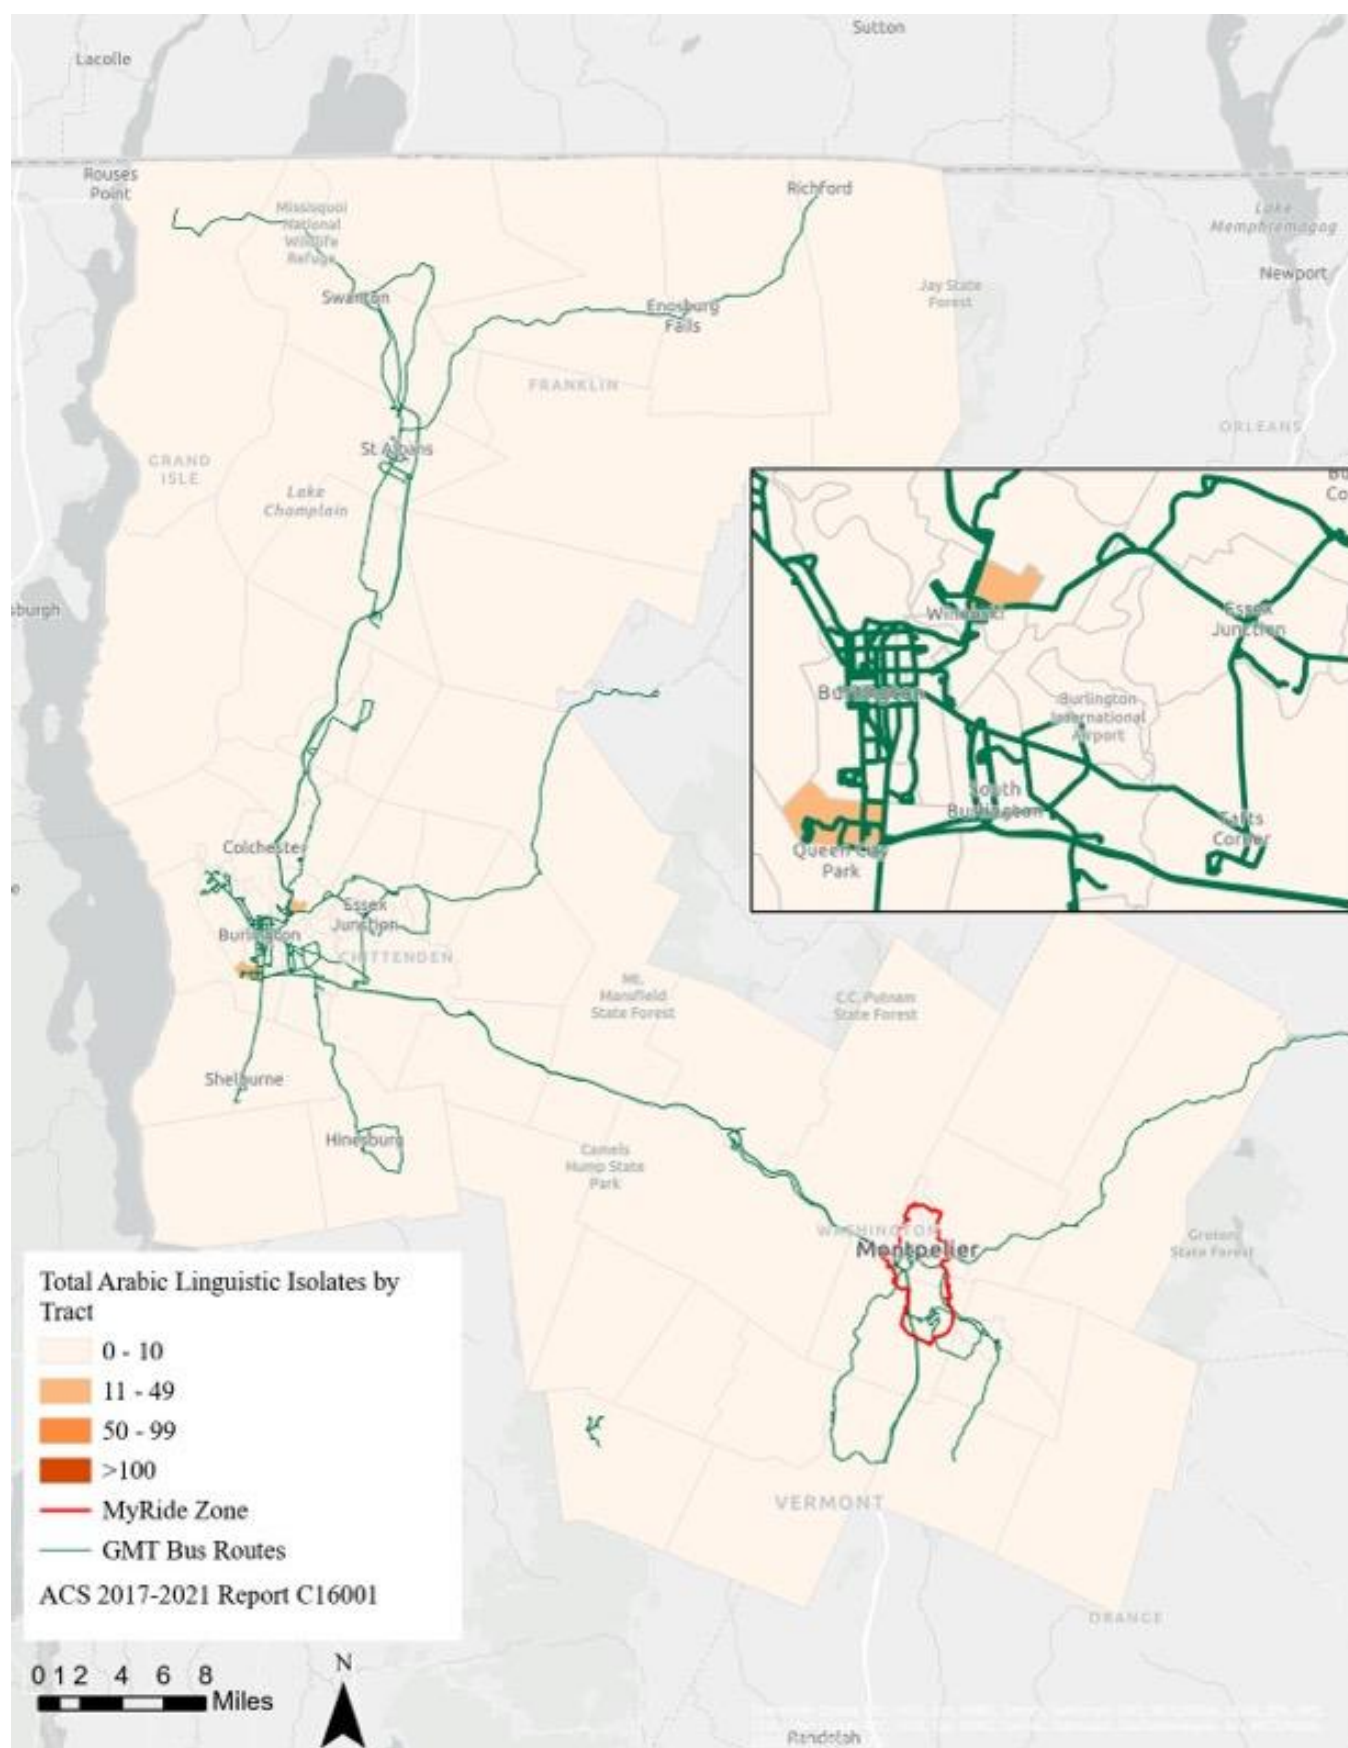 Sutton
Lacolle
Rouses
Point
Richford
Missisquoi
National
Wildlife
Refuge
Lake
Memphremagog
Newport
Jay State
Forest
Swanton
Enosburg
Falls
FRANKLIN
ORLEANS
St Albans
GRAND
ISLE
Lake
Champlain
sburgh
Bu
Co
Winooski
Essex
Junction
Burlington
Burlington
International
Airport
South
Burlington
Tafts
Corner
Queen City
Park
Colchester
e
Essex
Junction
Burlington
CHITTENDEN
Mt.
Mansfield
State Forest
C.C. Putnam
State Forest
Shelburne
Hinesburg
Camels
Hump State
Park
WASHINGTON
Montpelier
Groton
State Forest
Total Arabic Linguistic Isolates by
Tract
0 - 10
11 - 49
50 - 99
>100
MyRide Zone
GMT Bus Routes
ACS 2017-2021 Report C16001
VERMONT
ORANGE
0 1 2 4 6 8
Miles
N
Randolph